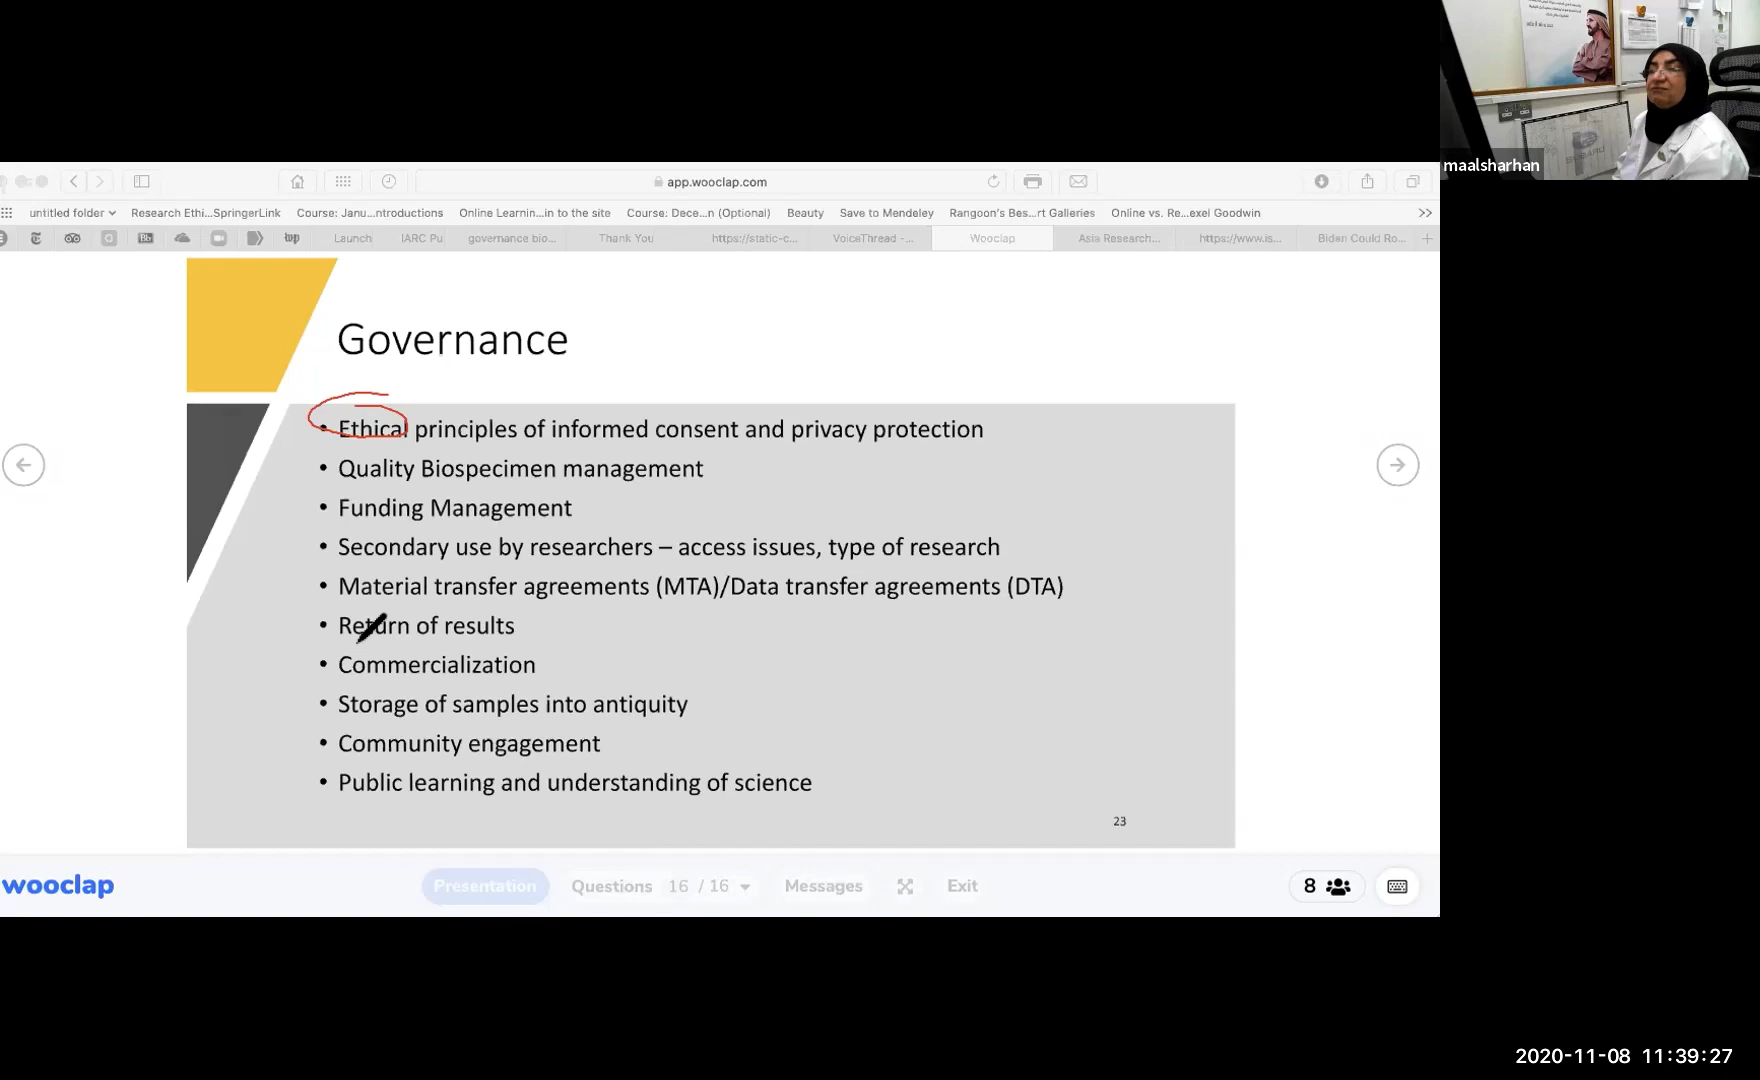 maalsharhan
app.wooclap.com
untitled folder
Research Ethi...SpringerLink
Course: Janu...ntroductions
Online Learnin...in to the site
Course: Dece...n (Optional)
Beauty
Save to Mendeley
Rangoon's Bes...rt Galleries
Online vs. Re...exel Goodwin
Bb
Launch
IARC Pu
governance bio...
Thank You
https://static-c...
VoiceThread -...
Wooclap
Asia Research...
https://www.is...
Biden Could Ro...
Governance
• Ethical principles of informed consent and privacy protection
• Quality Biospecimen management
• Funding Management
• Secondary use by researchers – access issues, type of research
• Material transfer agreements (MTA)/Data transfer agreements (DTA)
• Return of results
• Commercialization
• Storage of samples into antiquity
• Community engagement
• Public learning and understanding of science
23
wooclap
Presentation
Questions 16 / 16
Messages
Exit
8
2020-11-08 11:39:27